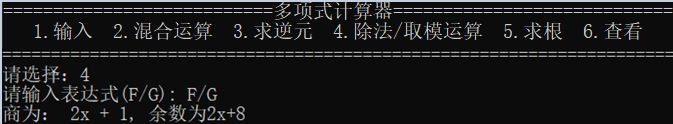 ===========================多项式计算器============================
1.输入 2.混合运算 3.求逆元 4.除法/取模运算 5.求根 6.查看
==================================================================
请选择: 4
请输入表达式(F/G): F/G
商为: 2x + 1, 余数为2x+8